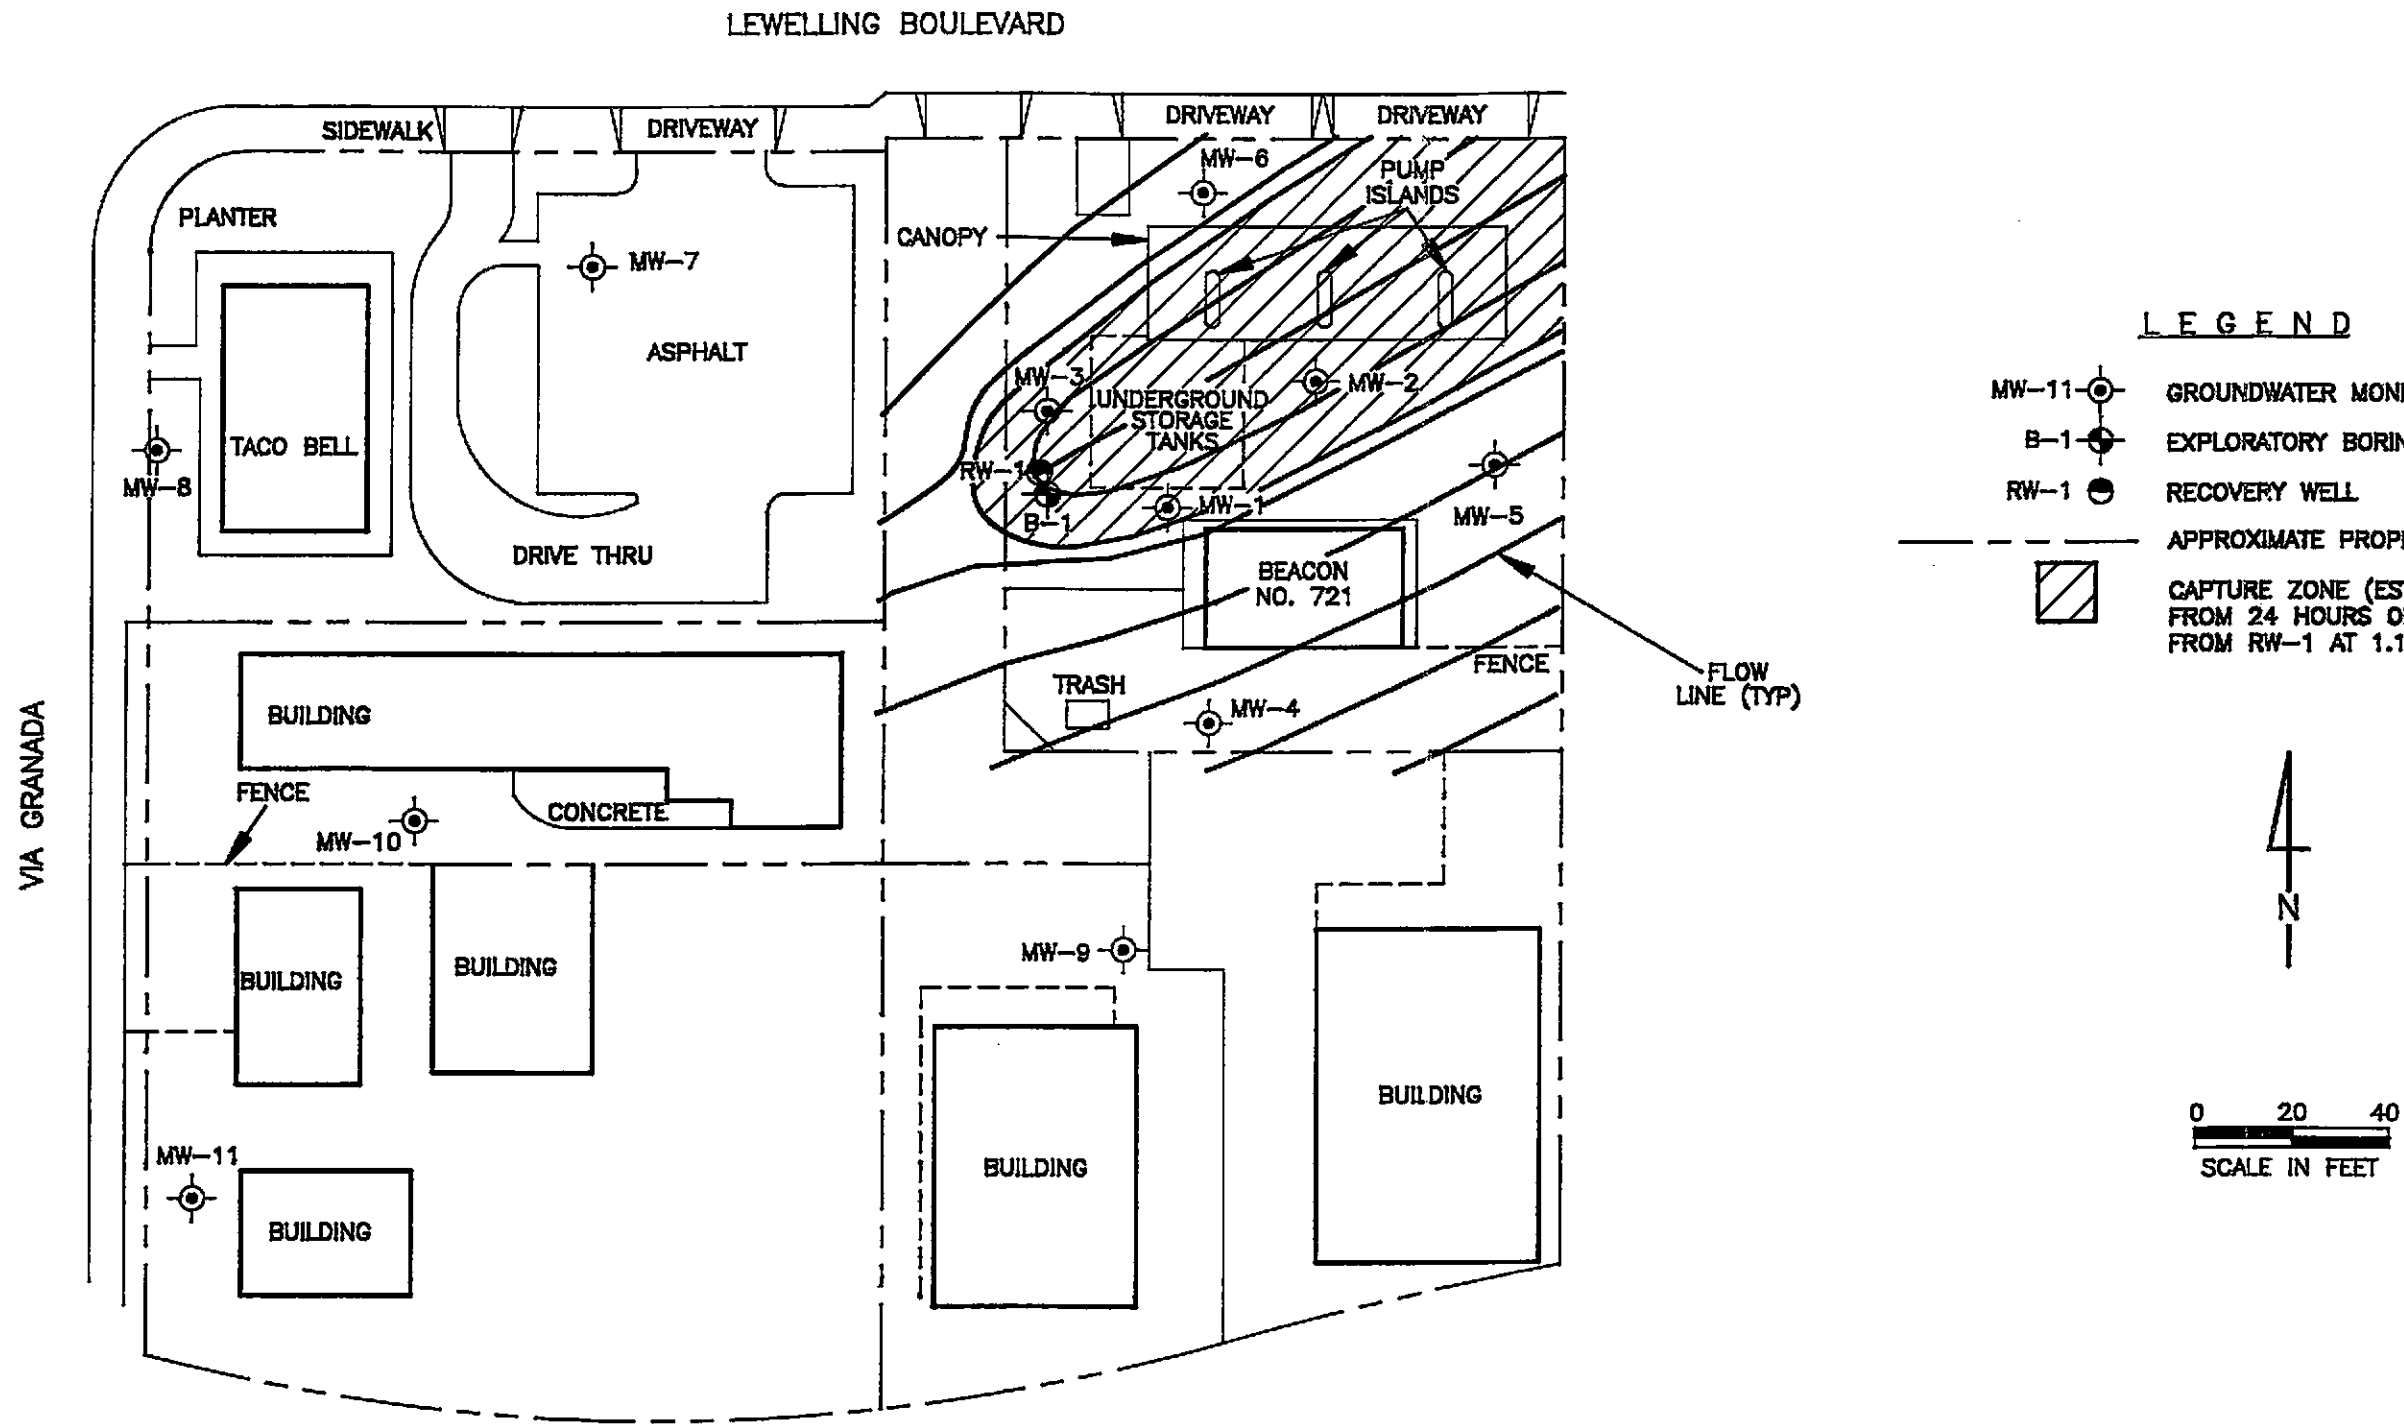 LEWELLING BOULEVARD
SIDEWALK
DRIVEWAY
DRIVEWAY
DRIVEWAY
MW-6
PUMP
ISLANDS
PLANTER
CANOPY
MW-7
ASPHALT
MW-3
MW-2
UNDERGROUND
STORAGE
TANKS
TACO BELL
MW-8
RW-1
B-1
MW-1
MW-5
DRIVE THRU
BEACON
NO. 721
FENCE
FLOW
LINE (TYP)
TRASH
MW-4
BUILDING
VIA GRANADA
FENCE
CONCRETE
MW-10
BUILDING
BUILDING
MW-9
BUILDING
BUILDING
MW-11
BUILDING
LEGEND
MW-11 GROUNDWATER MONI
B-1 EXPLORATORY BORIN
RW-1 RECOVERY WELL
APPROXIMATE PROPE
CAPTURE ZONE (EST
FROM 24 HOURS O
FROM RW-1 AT 1.1
N
0 20 40
SCALE IN FEET